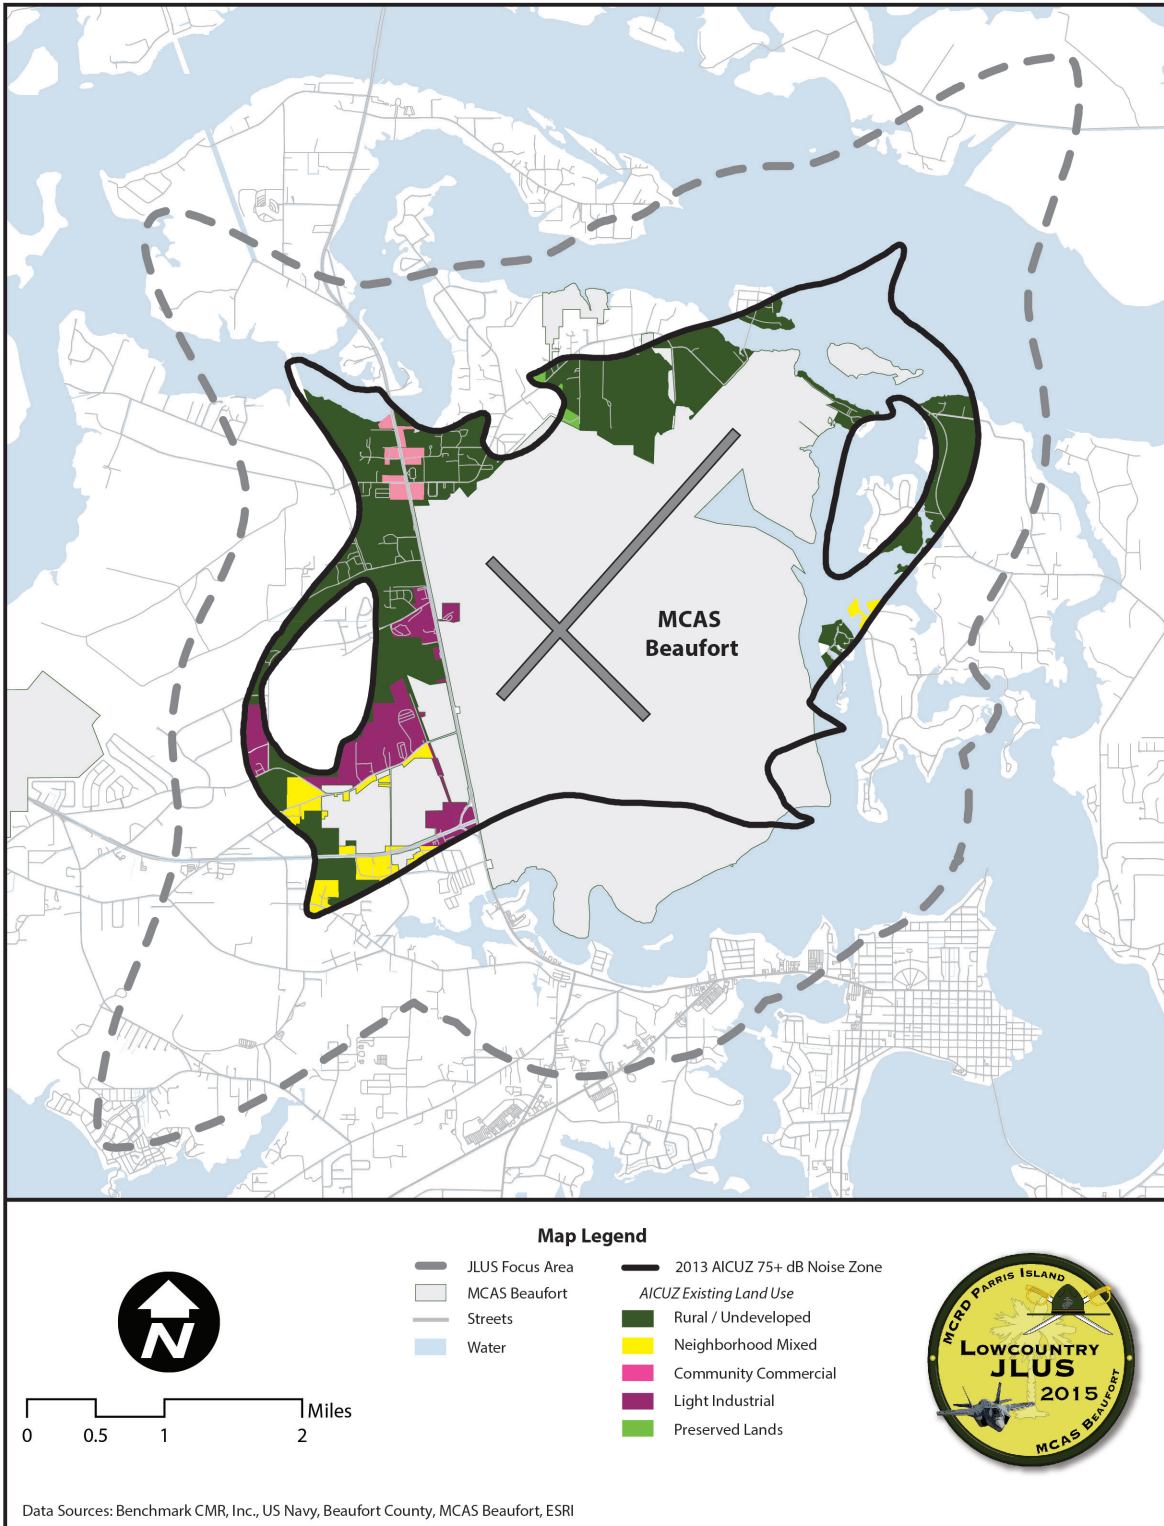 MCAS
Beaufort
Map Legend
JLUS Focus Area
MCAS Beaufort
Streets
Water
2013 AICUZ 75+ dB Noise Zone
AICUZ Existing Land Use
Rural / Undeveloped
Neighborhood Mixed
Community Commercial
Light Industrial
Preserved Lands
N
Miles
0 0.5 1 2
MCRD PARRIS ISLAND
LOWCOUNTRY
JLUS
2015
MCAS BEAUFORT
Data Sources: Benchmark CMR, Inc., US Navy, Beaufort County, MCAS Beaufort, ESRI